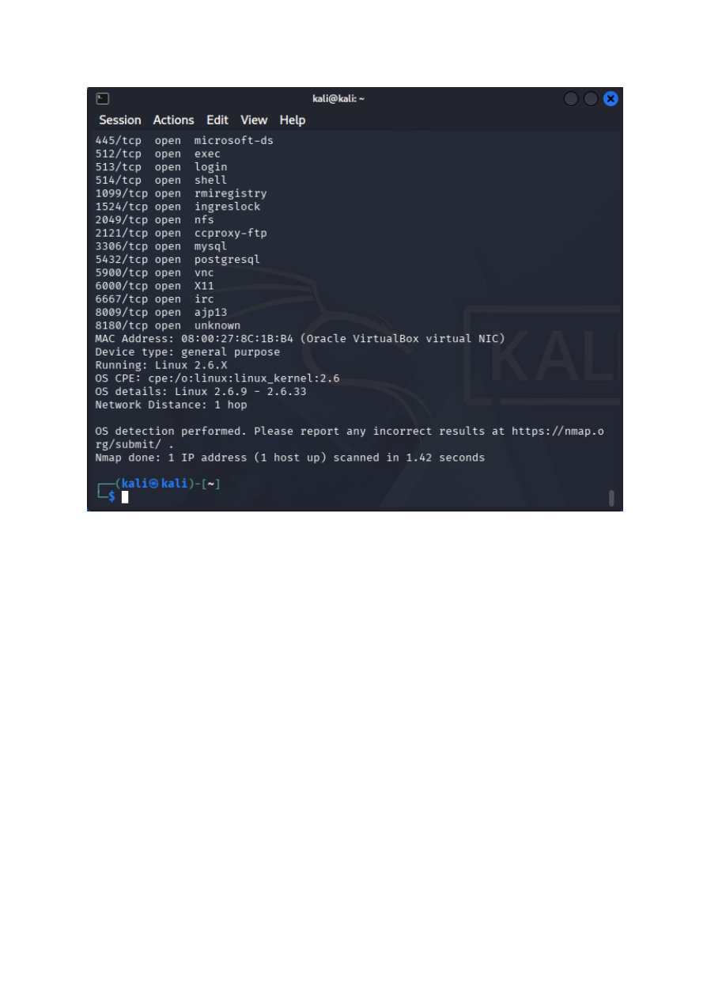 kali@kali: ~
Session Actions Edit View Help
445/tcp  open  microsoft-ds
512/tcp  open  exec
513/tcp  open  login
514/tcp  open  shell
1099/tcp open  rmiregistry
1524/tcp open  ingreslock
2049/tcp open  nfs
2121/tcp open  ccproxy-ftp
3306/tcp open  mysql
5432/tcp open  postgresql
5900/tcp open  vnc
6000/tcp open  X11
6667/tcp open  irc
8009/tcp open  ajp13
8180/tcp open  unknown
MAC Address: 08:00:27:8C:1B:B4 (Oracle VirtualBox virtual NIC)
Device type: general purpose
Running: Linux 2.6.X
OS CPE: cpe:/o:linux:linux_kernel:2.6
OS details: Linux 2.6.9 - 2.6.33
Network Distance: 1 hop
OS detection performed. Please report any incorrect results at https://nmap.o
rg/submit/ .
Nmap done: 1 IP address (1 host up) scanned in 1.42 seconds
┌──(kali㉿kali)-[~]
└─$
KALI